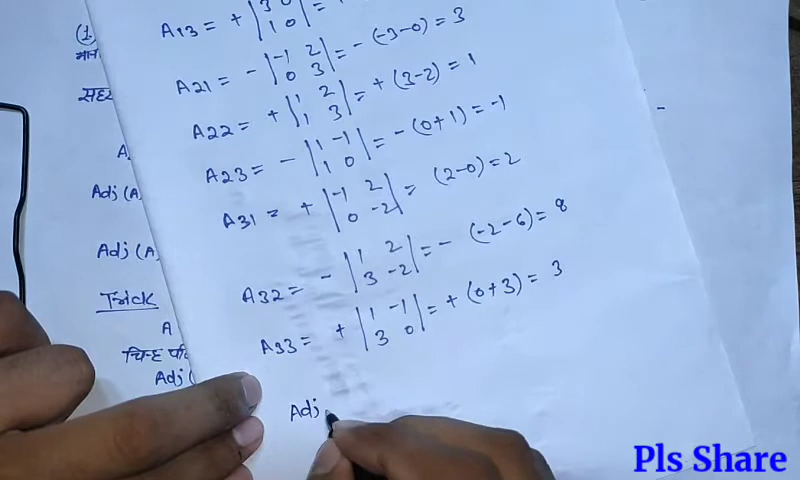 A13 = + |3 0 1 0| =
A21 = - |-1 2 0 3| = - (-3-0) = 3
A22 = + |1 2 1 3| = + (3-2) = 1
A23 = - |1 -1 1 0| = - (0+1) = -1
A31 = + |-1 2 0 -2| = (2-0) = 2
A32 = - |1 2 3 -2| = - (-2-6) = 8
A33 = + |1 -1 3 0| = + (0+3) = 3
Adj
(1.
Adj (A)
Adj (A)
Trick
A
Adj (
Pls Share